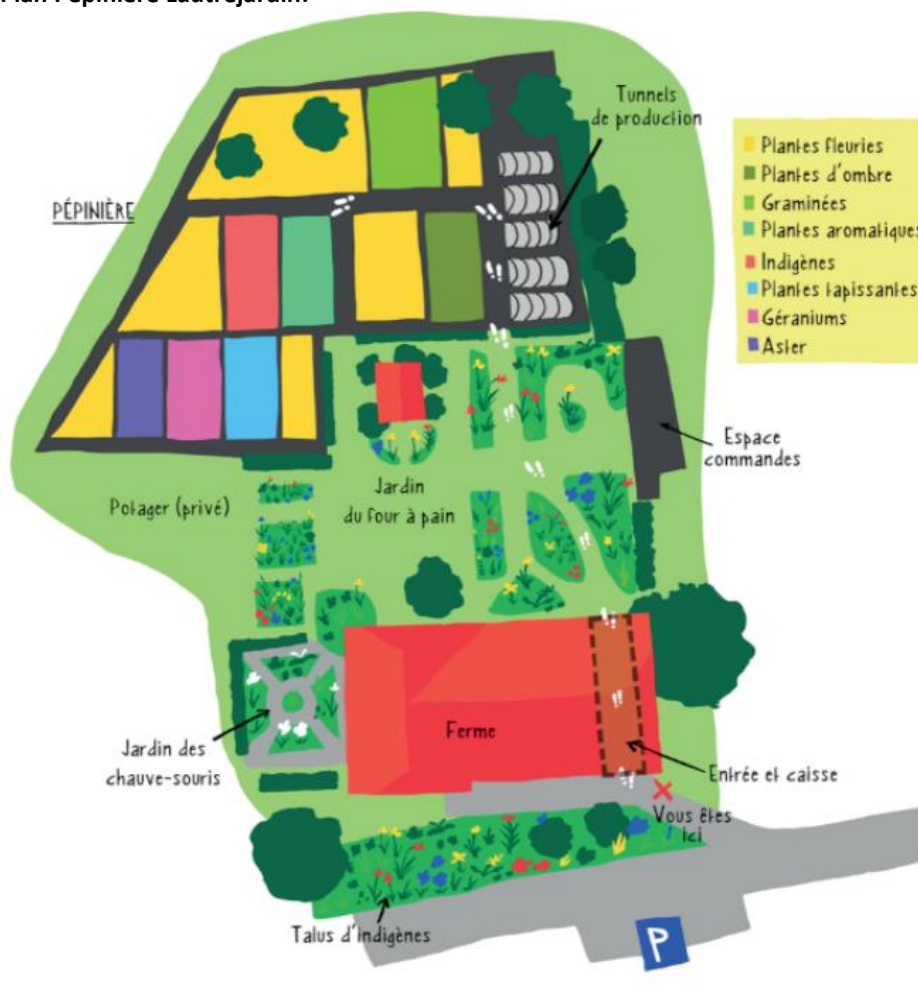 Plan Pépinière Lautrejardin:
Tunnels
de production
Plantes fleuries
Plantes d'ombre
Graminées
Plantes aromatiques
Indigènes
Plantes tapissantes
Géraniums
Aster
PÉPINIÈRE
Espace
commandes
Potager (privé)
Jardin
du four à pain
Ferme
Jardin des
chauve-souris
Entrée et caisse
Vous êtes
ici
Talus d'indigènes
P